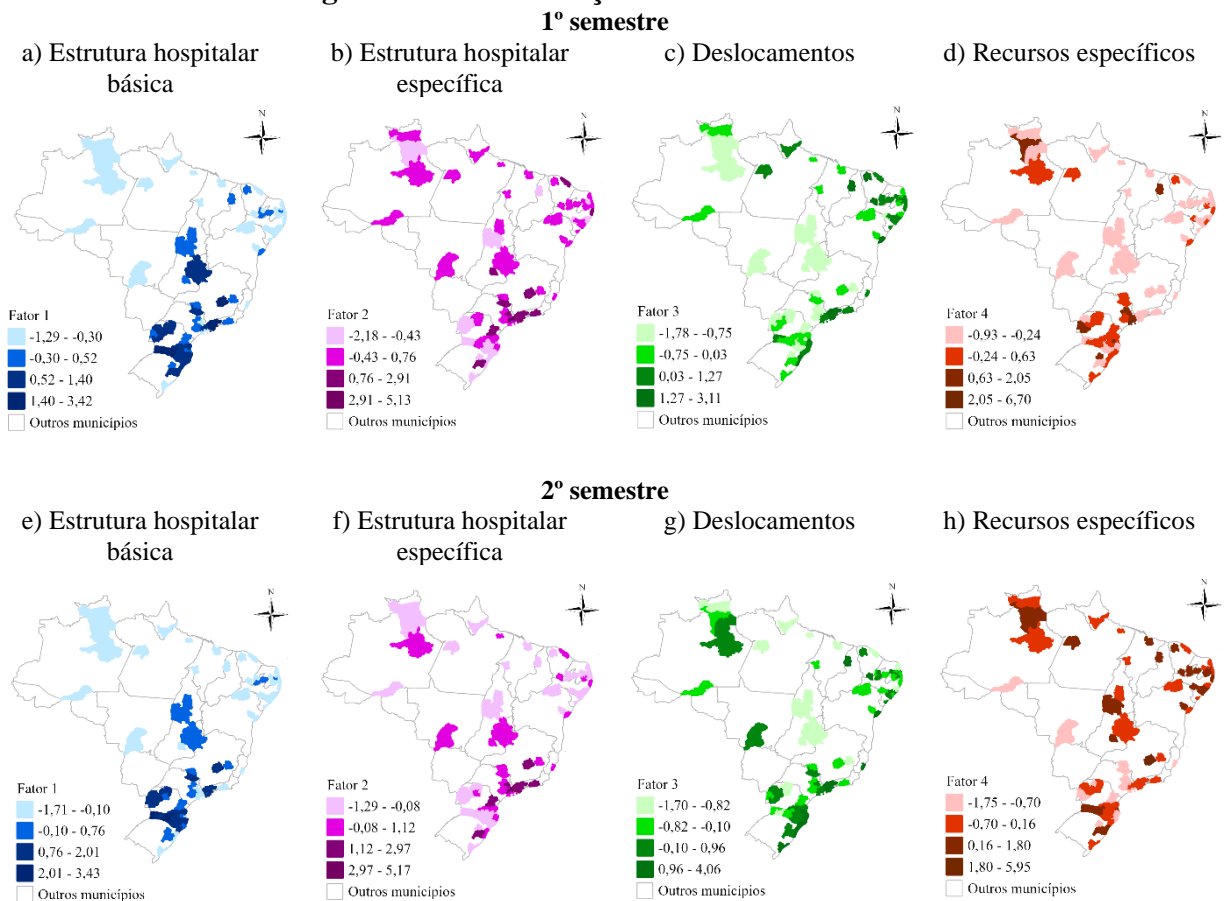 1º semestre
a) Estrutura hospitalar básica
b) Estrutura hospitalar específica
c) Deslocamentos
d) Recursos específicos
N
N
N
N
Fator 1
-1,29 - -0,30
-0,30 - 0,52
0,52 - 1,40
1,40 - 3,42
Outros municípios
Fator 2
-2,18 - -0,43
-0,43 - 0,76
0,76 - 2,91
2,91 - 5,13
Outros municípios
Fator 3
-1,78 - -0,75
-0,75 - 0,03
0,03 - 1,27
1,27 - 3,11
Outros municípios
Fator 4
-0,93 - -0,24
-0,24 - 0,63
0,63 - 2,05
2,05 - 6,70
Outros municípios
2º semestre
e) Estrutura hospitalar básica
f) Estrutura hospitalar específica
g) Deslocamentos
h) Recursos específicos
N
N
N
N
Fator 1
-1,71 - -0,10
-0,10 - 0,76
0,76 - 2,01
2,01 - 3,43
Outros municípios
Fator 2
-1,29 - -0,08
-0,08 - 1,12
1,12 - 2,97
2,97 - 5,17
Outros municípios
Fator 3
-1,70 - -0,82
-0,82 - -0,10
-0,10 - 0,96
0,96 - 4,06
Outros municípios
Fator 4
-1,75 - -0,70
-0,70 - 0,16
0,16 - 1,80
1,80 - 5,95
Outros municípios